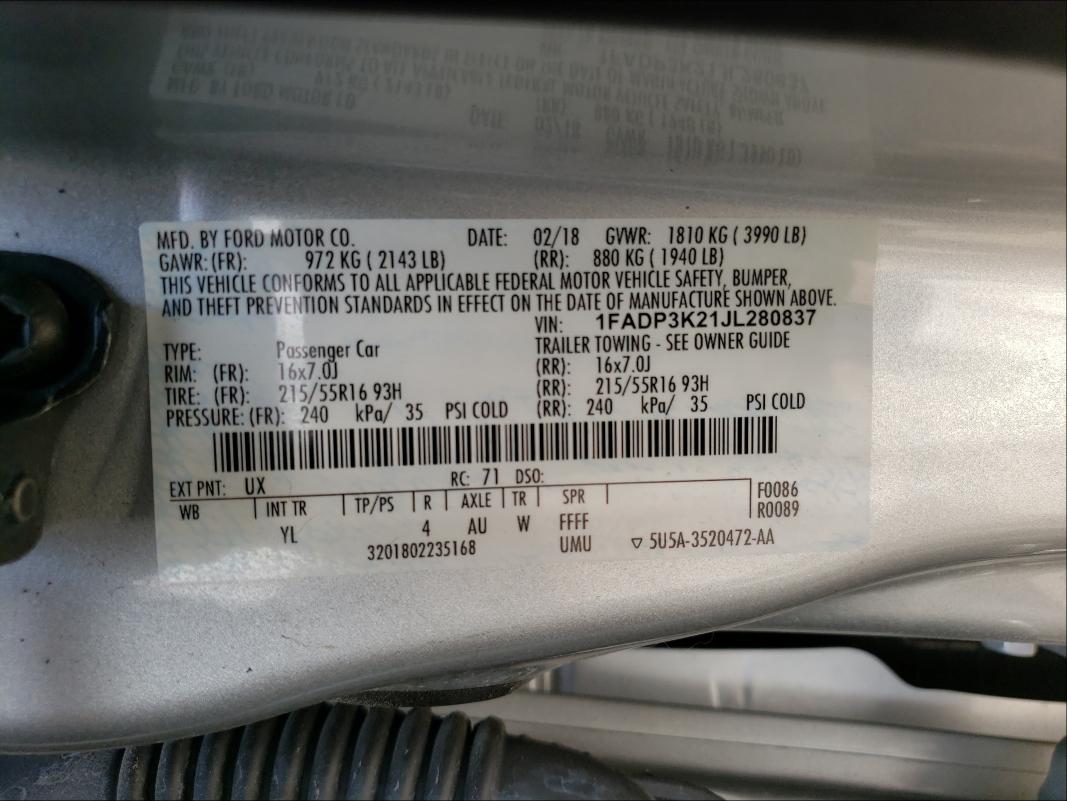 MFD. BY FORD MOTOR CO. DATE: 02/18 GVWR: 1810 KG ( 3990 LB)
GAWR: (FR): 972 KG ( 2143 LB) (RR): 880 KG ( 1940 LB)
THIS VEHICLE CONFORMS TO ALL APPLICABLE FEDERAL MOTOR VEHICLE SAFETY, BUMPER,
AND THEFT PREVENTION STANDARDS IN EFFECT ON THE DATE OF MANUFACTURE SHOWN ABOVE.
VIN: 1FADP3K21JL280837
TYPE: Passenger Car TRAILER TOWING - SEE OWNER GUIDE
RIM: (FR): 16x7.0J (RR): 16x7.0J
TIRE: (FR): 215/55R16 93H (RR): 215/55R16 93H
PRESSURE: (FR): 240 kPa/ 35 PSI COLD (RR): 240 kPa/ 35 PSI COLD
EXT PNT: UX RC: 71 DSO:
WB INT TR TP/PS R AXLE TR SPR F0086
R0089
YL 4 AU W FFFF
3201802235168 UMU ▽ 5U5A-3520472-AA